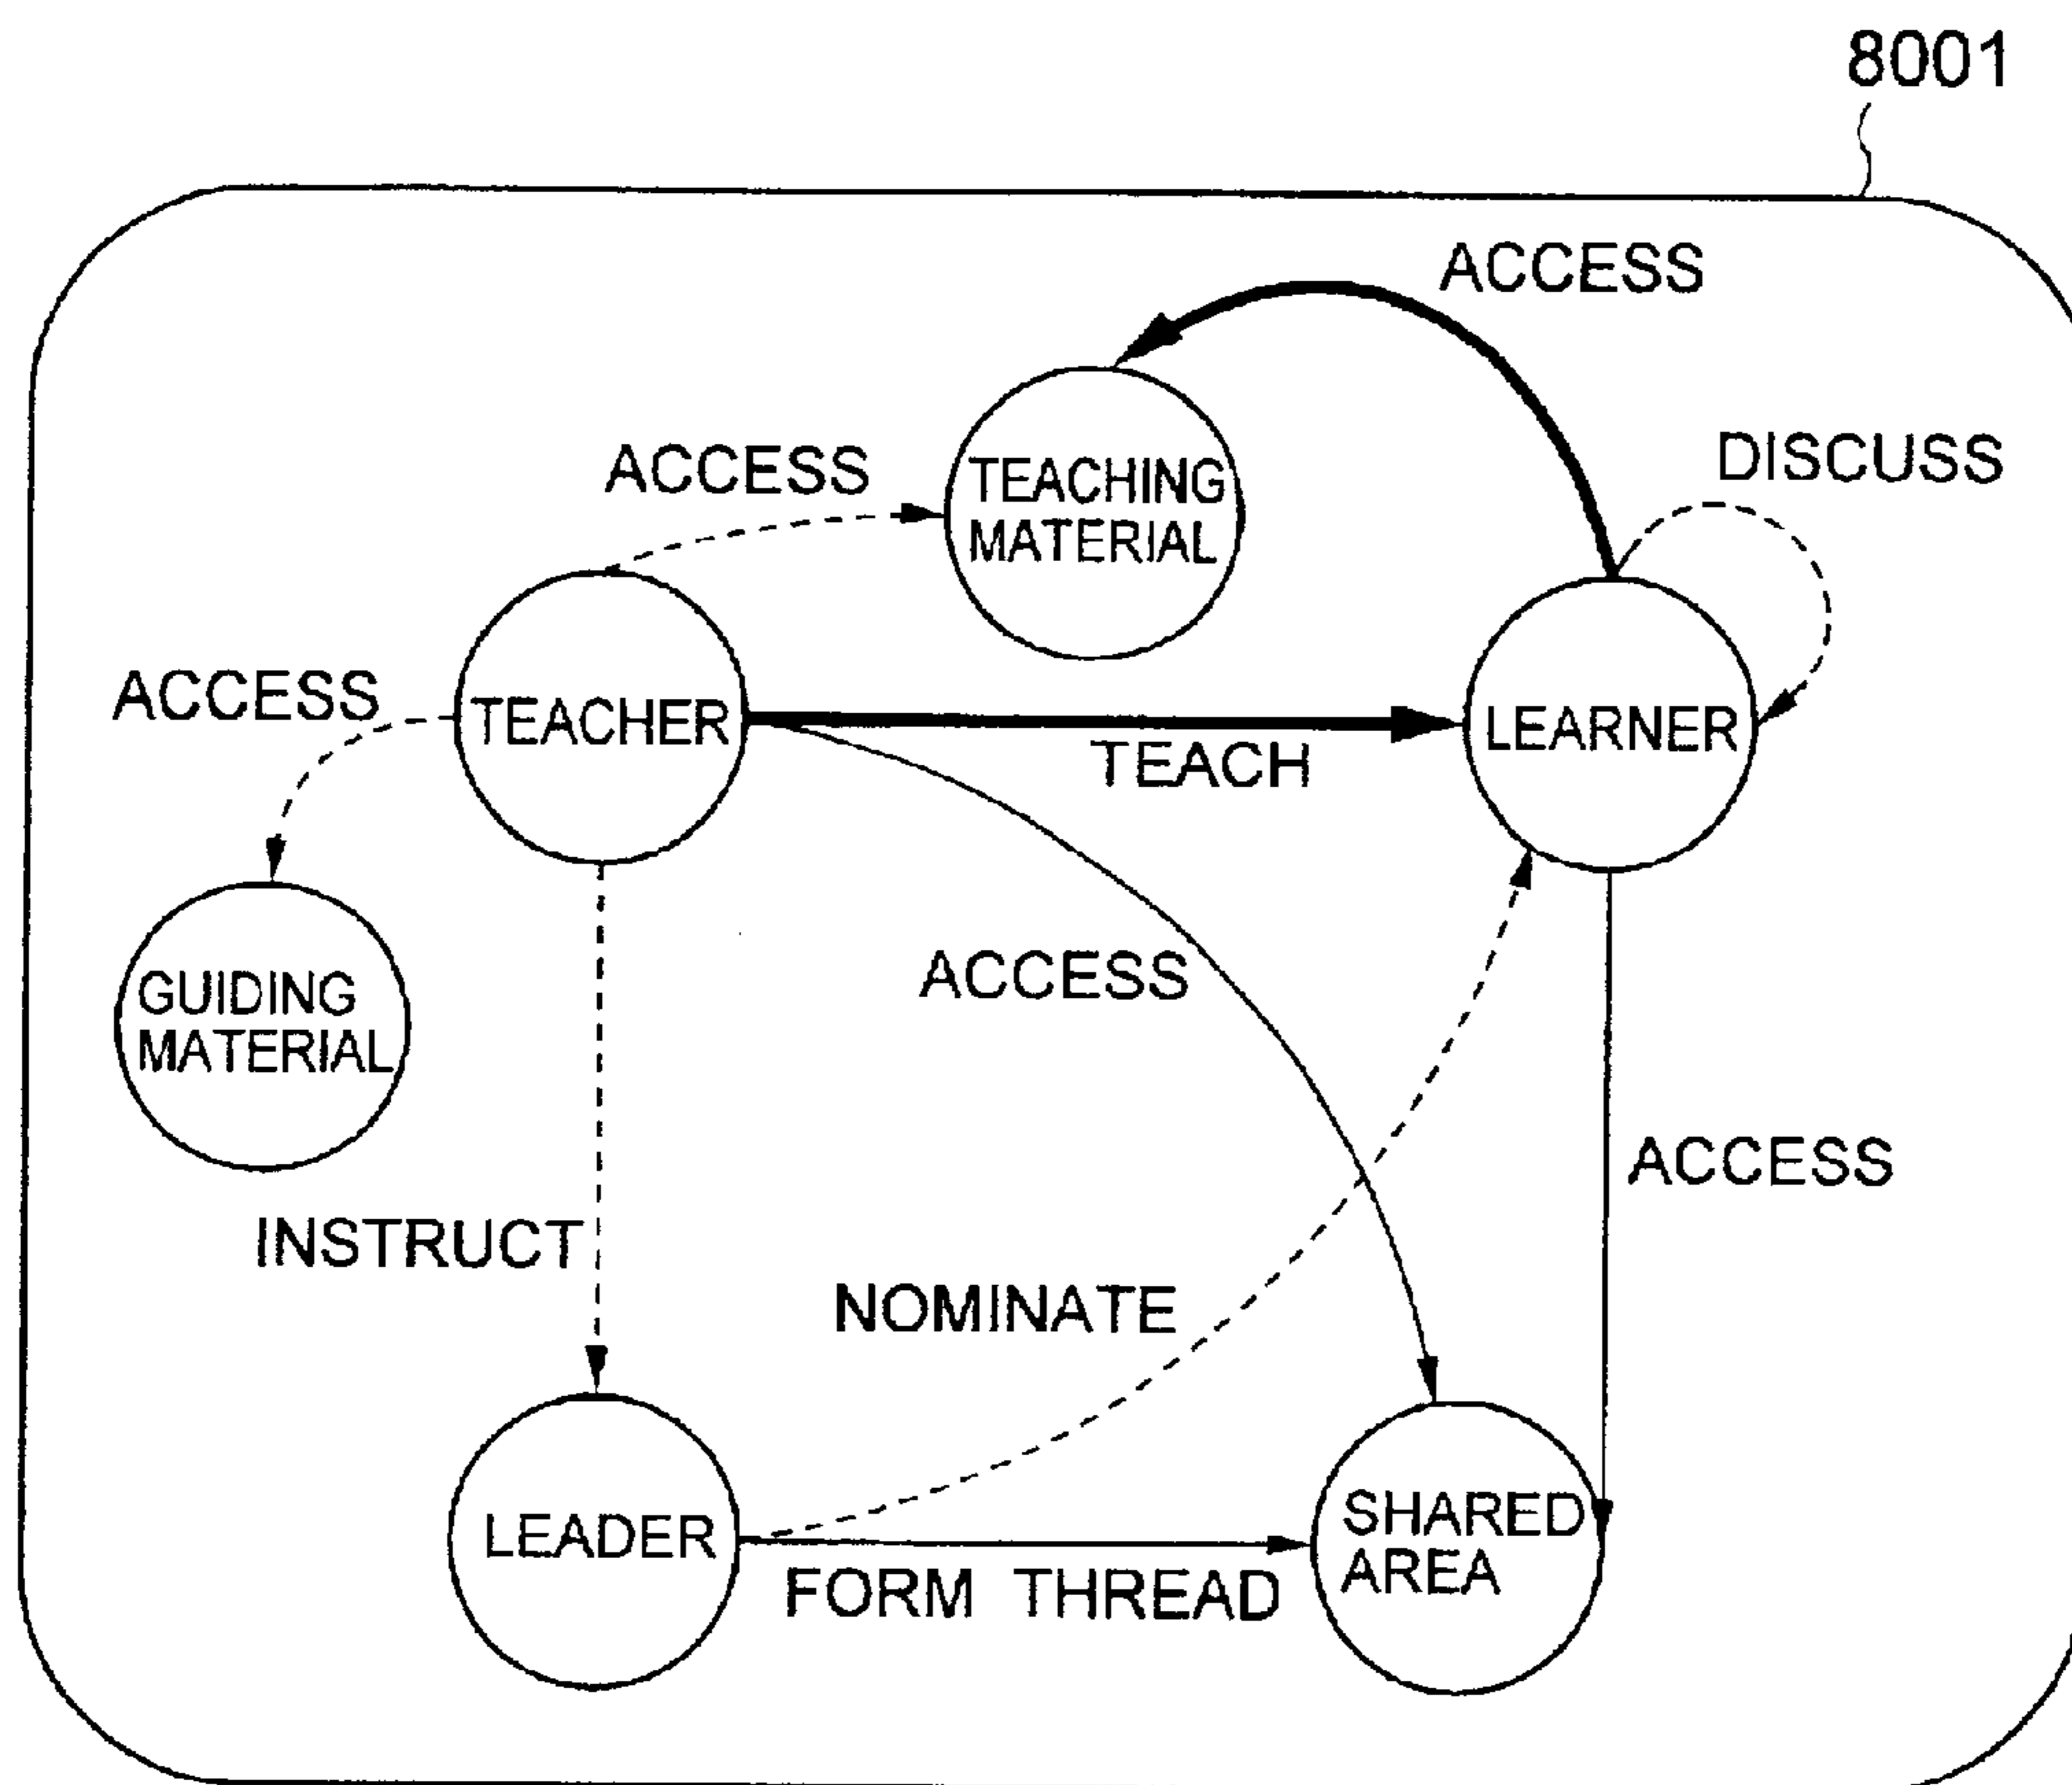 8001
ACCESS
DISCUSS
ACCESS
TEACHING
MATERIAL
ACCESS
TEACHER
LEARNER
TEACH
ACCESS
GUIDING
MATERIAL
ACCESS
INSTRUCT
NOMINATE
LEADER
SHARED
AREA
FORM THREAD